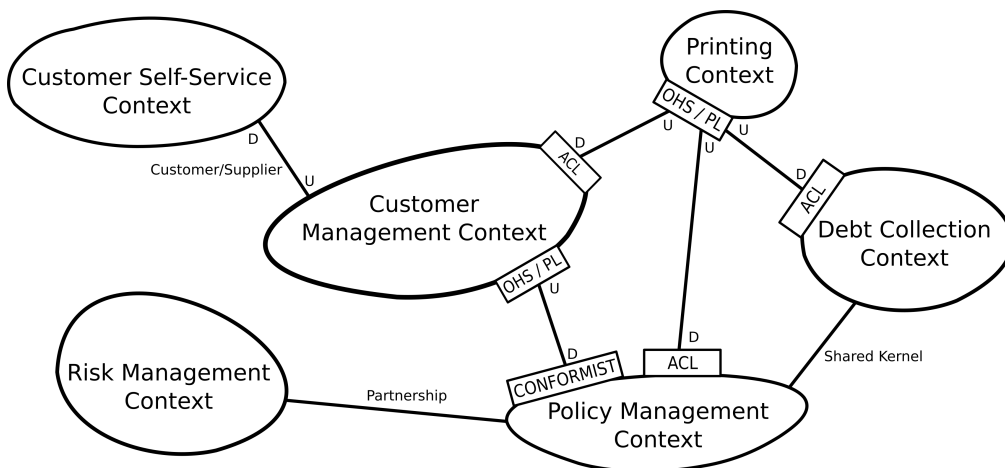 Customer Self-Service
Context
Printing
Context
OHS / PL
U
U
U
D
Customer/Supplier
U
D
ACL
D
ACL
Customer
Management Context
Debt Collection
Context
OHS / PL
U
D
CONFORMIST
D
ACL
Shared Kernel
Risk Management
Context
Partnership
Policy Management
Context